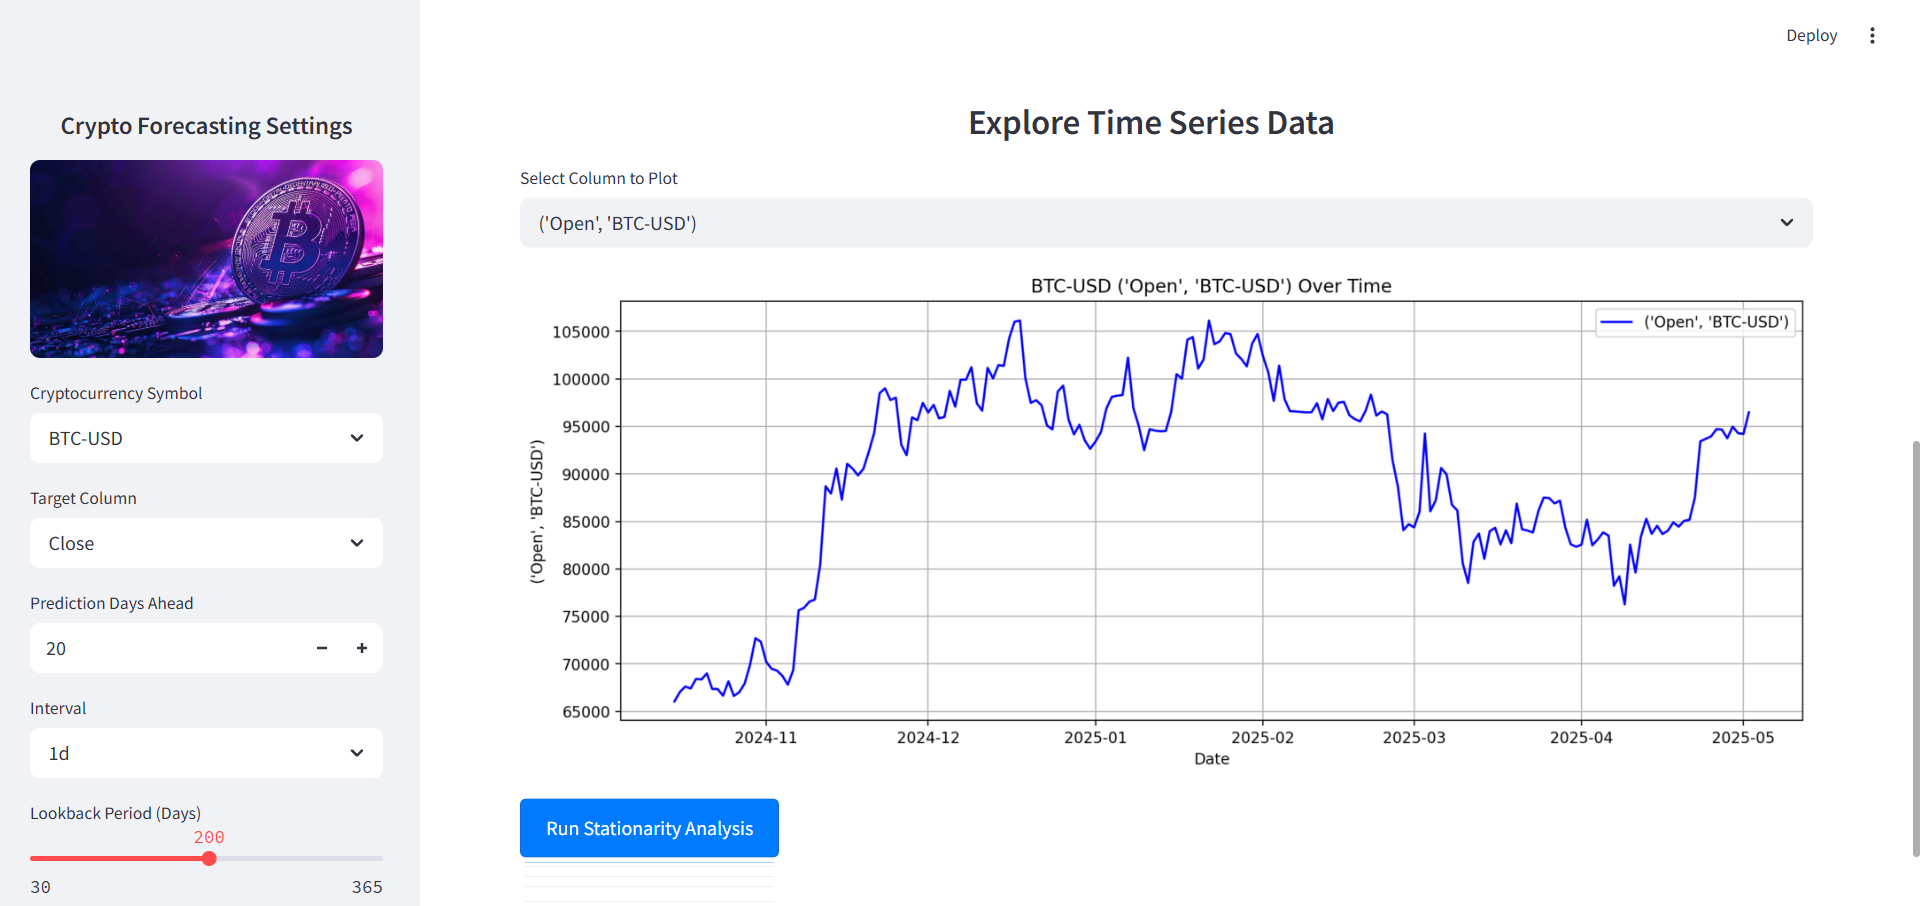 Deploy
Crypto Forecasting Settings
Cryptocurrency Symbol
BTC-USD
Target Column
Close
Prediction Days Ahead
20
Interval
1d
Lookback Period (Days)
200
30 365
Explore Time Series Data
Select Column to Plot
('Open', 'BTC-USD')
BTC-USD ('Open', 'BTC-USD') Over Time
('Open', 'BTC-USD')
('Open', 'BTC-USD')
105000
100000
95000
90000
85000
80000
75000
70000
65000
2024-11 2024-12 2025-01 2025-02 2025-03 2025-04 2025-05
Date
Run Stationarity Analysis